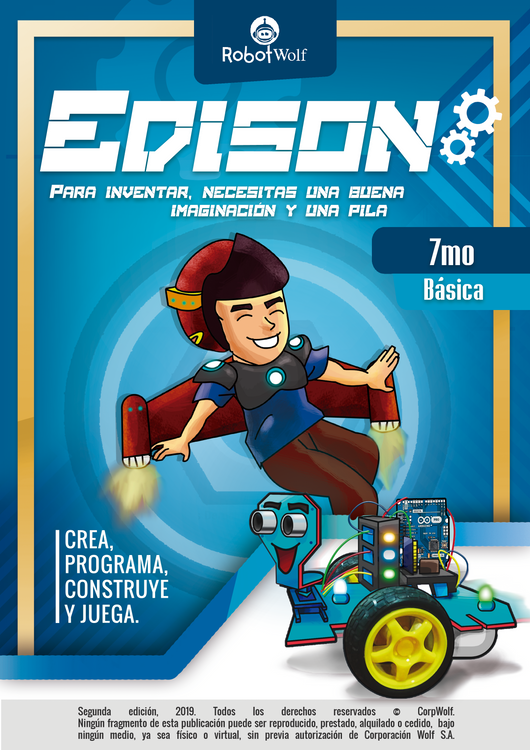 RobotWolf
EDISON
PARA INVENTAR, NECESITAS UNA BUENA
IMAGINACIÓN Y UNA PILA
7mo
Básica
CREA,
PROGRAMA,
CONSTRUYE
Y JUEGA.
Segunda edición, 2019. Todos los derechos reservados © CorpWolf.
Ningún fragmento de esta publicación puede ser reproducido, prestado, alquilado o cedido, bajo
ningún medio, ya sea físico o virtual, sin previa autorización de Corporación Wolf S.A.